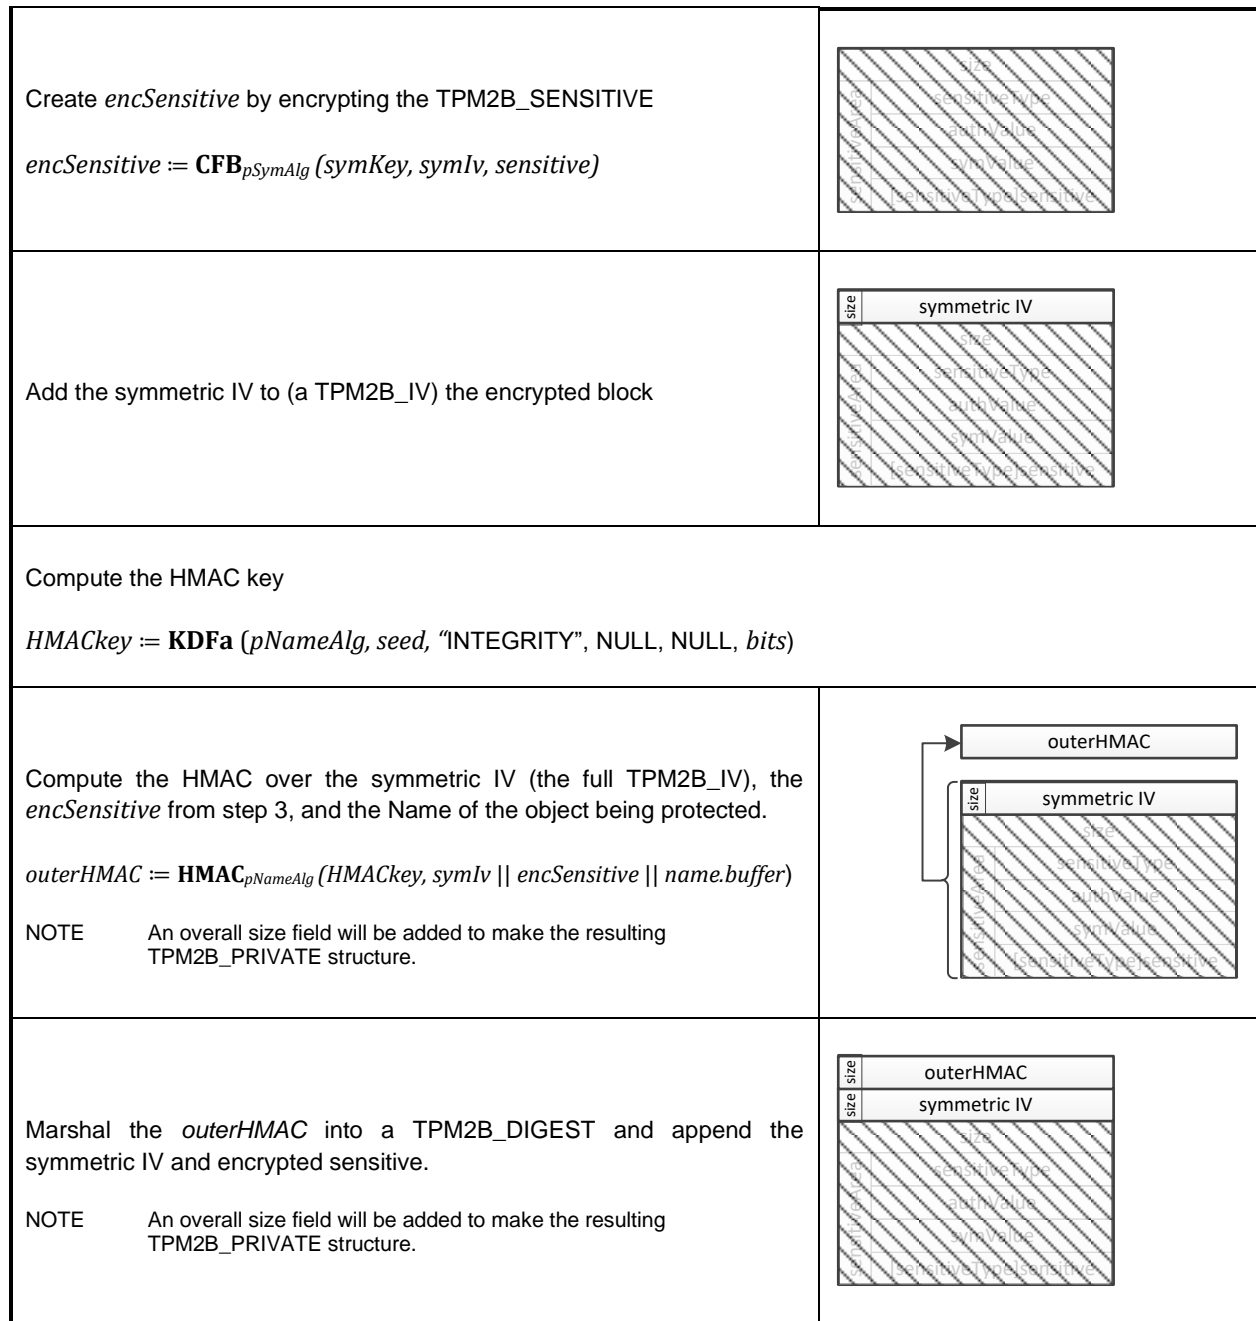 Create encSensitive by encrypting the TPM2B_SENSITIVE
encSensitive ≔ CFBpSymAlg (symKey, symIv, sensitive)
size
sensitiveArea
sensitiveType
authValue
symValue
[sensitiveType]sensitive
Add the symmetric IV to (a TPM2B_IV) the encrypted block
size
symmetric IV
size
sensitiveArea
sensitiveType
authValue
symValue
[sensitiveType]sensitive
Compute the HMAC key
HMACkey ≔ KDFa (pNameAlg, seed, “INTEGRITY”, NULL, NULL, bits)
Compute the HMAC over the symmetric IV (the full TPM2B_IV), the
encSensitive from step 3, and the Name of the object being protected.
outerHMAC ≔ HMACpNameAlg (HMACkey, symIv || encSensitive || name.buffer)
NOTE An overall size field will be added to make the resulting
TPM2B_PRIVATE structure.
outerHMAC
size
symmetric IV
size
sensitiveArea
sensitiveType
authValue
symValue
[sensitiveType]sensitive
Marshal the outerHMAC into a TPM2B_DIGEST and append the
symmetric IV and encrypted sensitive.
NOTE An overall size field will be added to make the resulting
TPM2B_PRIVATE structure.
size
outerHMAC
size
symmetric IV
size
sensitiveArea
sensitiveType
authValue
symValue
[sensitiveType]sensitive